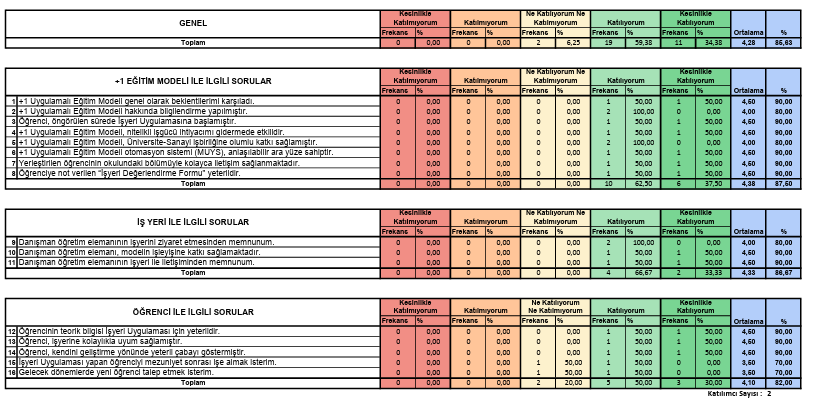 GENEL Kesinlikle Katılmıyorum Katılmıyorum Ne Katılıyorum Ne Katılmıyorum Katılıyorum Kesinlikle Katılıyorum
Frekans % Frekans % Frekans % Frekans % Frekans % Ortalama %
Toplam 0 0,00 0 0,00 2 6,25 19 59,38 11 34,38 4,28 85,63
+1 EĞİTİM MODELİ İLE İLGİLİ SORULAR Kesinlikle Katılmıyorum Katılmıyorum Ne Katılıyorum Ne Katılmıyorum Katılıyorum Kesinlikle Katılıyorum
Frekans % Frekans % Frekans % Frekans % Frekans % Ortalama %
1 +1 Uygulamalı Eğitim Modeli genel olarak beklentilerimi karşıladı. 0 0,00 0 0,00 0 0,00 1 50,00 1 50,00 4,50 90,00
2 +1 Uygulamalı Eğitim Modeli hakkında bilgilendirme yapılmıştır. 0 0,00 0 0,00 0 0,00 2 100,00 0 0,00 4,00 80,00
3 Öğrenci, öngörülen sürede İşyeri Uygulamasına başlamıştır. 0 0,00 0 0,00 0 0,00 1 50,00 1 50,00 4,50 90,00
4 +1 Uygulamalı Eğitim Modeli, nitelikli işgücü ihtiyacını gidermede etkilidir. 0 0,00 0 0,00 0 0,00 1 50,00 1 50,00 4,50 90,00
5 +1 Uygulamalı Eğitim Modeli, Üniversite-Sanayi işbirliğine olumlu katkı sağlamıştır. 0 0,00 0 0,00 0 0,00 2 100,00 0 0,00 4,00 80,00
6 +1 Uygulamalı Eğitim Modeli otomasyon sistemi (MUYS), anlaşılabilir ara yüze sahiptir. 0 0,00 0 0,00 0 0,00 1 50,00 1 50,00 4,50 90,00
7 Yerleştirilen öğrencinin okulundaki bölümüyle kolayca iletişim sağlanmaktadır. 0 0,00 0 0,00 0 0,00 1 50,00 1 50,00 4,50 90,00
8 Öğrenciye not verilen "İşyeri Değerlendirme Formu" yeterlidir. 0 0,00 0 0,00 0 0,00 1 50,00 1 50,00 4,50 90,00
Toplam 0 0,00 0 0,00 0 0,00 10 62,50 6 37,50 4,38 87,50
İŞ YERİ İLE İLGİLİ SORULAR Kesinlikle Katılmıyorum Katılmıyorum Ne Katılıyorum Ne Katılmıyorum Katılıyorum Kesinlikle Katılıyorum
Frekans % Frekans % Frekans % Frekans % Frekans % Ortalama %
9 Danışman öğretim elemanının işyerini ziyaret etmesinden memnunum. 0 0,00 0 0,00 0 0,00 2 100,00 0 0,00 4,00 80,00
10 Danışman öğretim elemanı, modelin işleyişine katkı sağlamaktadır. 0 0,00 0 0,00 0 0,00 1 50,00 1 50,00 4,50 90,00
11 Danışman öğretim elemanının işyeri ile iletişiminden memnunum. 0 0,00 0 0,00 0 0,00 1 50,00 1 50,00 4,50 90,00
Toplam 0 0,00 0 0,00 0 0,00 4 66,67 2 33,33 4,33 86,67
ÖĞRENCİ İLE İLGİLİ SORULAR Kesinlikle Katılmıyorum Katılmıyorum Ne Katılıyorum Ne Katılmıyorum Katılıyorum Kesinlikle Katılıyorum
Frekans % Frekans % Frekans % Frekans % Frekans % Ortalama %
12 Öğrencinin teorik bilgisi İşyeri Uygulaması için yeterlidir. 0 0,00 0 0,00 0 0,00 1 50,00 1 50,00 4,50 90,00
13 Öğrenci, işyerine kolaylıkla uyum sağlamıştır. 0 0,00 0 0,00 0 0,00 1 50,00 1 50,00 4,50 90,00
14 Öğrenci, kendini geliştirme yönünde yeterli çabayı göstermiştir. 0 0,00 0 0,00 0 0,00 1 50,00 1 50,00 4,50 90,00
15 İşyeri Uygulaması yapan öğrenciyi mezuniyet sonrası işe almak isterim. 0 0,00 0 0,00 1 50,00 1 50,00 0 0,00 3,50 70,00
16 Gelecek dönemlerde yeni öğrenci talep etmek isterim. 0 0,00 0 0,00 1 50,00 1 50,00 0 0,00 3,50 70,00
Toplam 0 0,00 0 0,00 2 20,00 5 50,00 3 30,00 4,10 82,00
Katılımcı Sayısı : 2